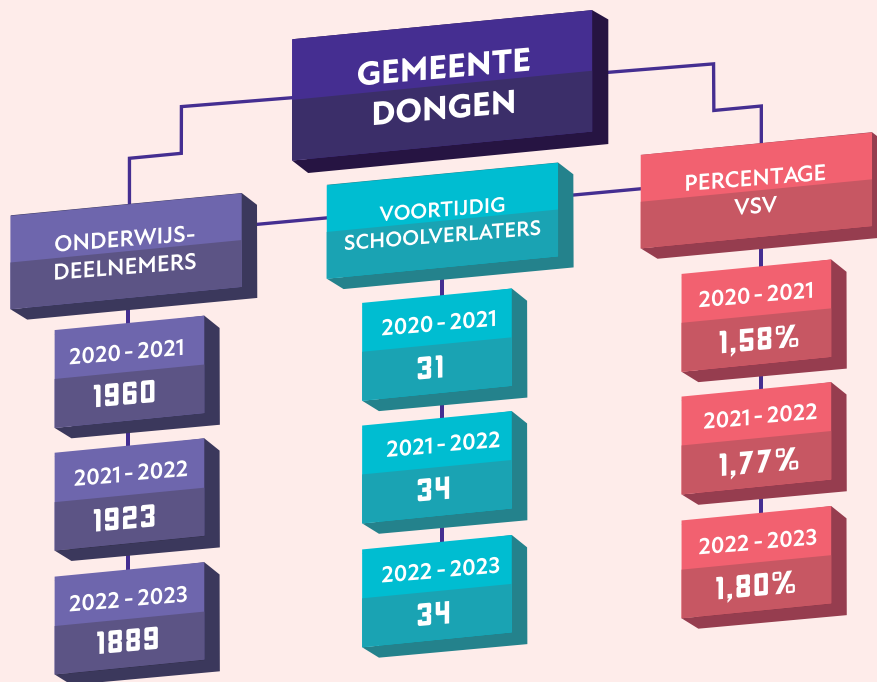 GEMEENTE
DONGEN
ONDERWIJS-
DEELNEMERS
2020 - 2021
1960
2021 - 2022
1923
2022 - 2023
1889
VOORTIJDIG
SCHOOLVERLATERS
2020 - 2021
31
2021 - 2022
34
2022 - 2023
34
PERCENTAGE
VSV
2020 - 2021
1,58%
2021 - 2022
1,77%
2022 - 2023
1,80%